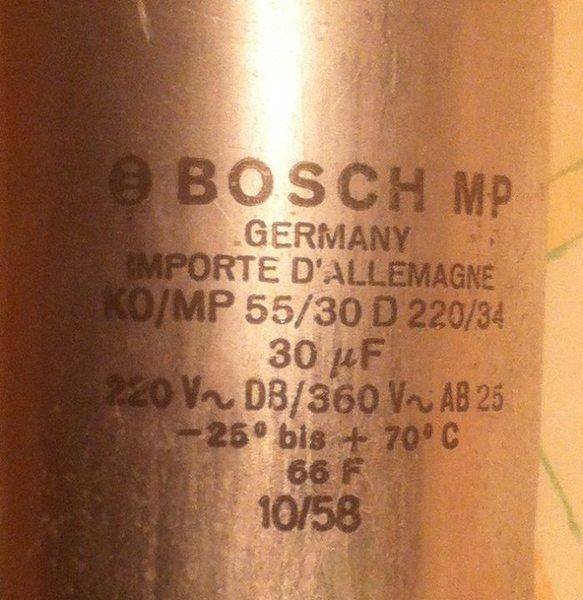 BOSCH MP
GERMANY
IMPORTE D'ALLEMAGNE
KO/MP 55/30 D 220/34
30 µF
220 V~ DB/360 V~ AB 25
-25° bis + 70° C
66 F
10/58